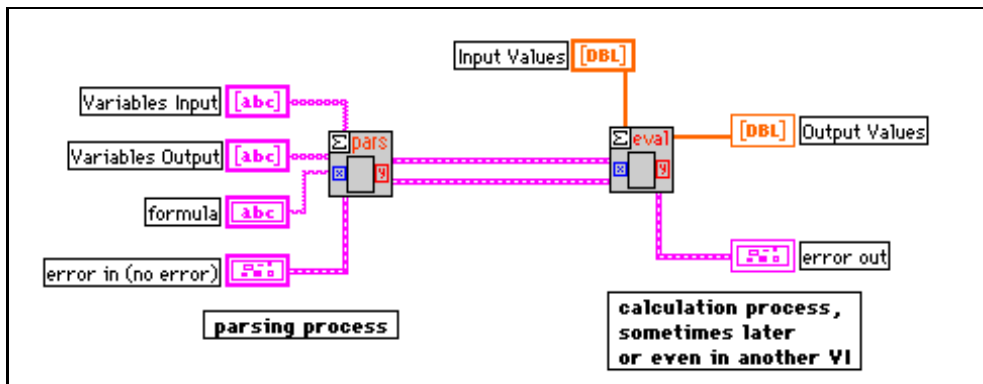 Input Values [DBL]
Variables Input [abc]
Σ pars
x y
Σ eval
x y
[DBL] Output Values
Variables Output [abc]
formula abc
error in (no error)
error out
parsing process
calculation process,
sometimes later
or even in another VI